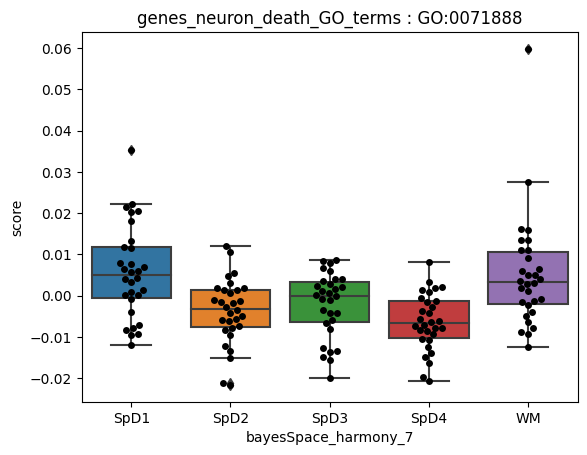 genes_neuron_death_GO_terms : GO:0071888
0.06
0.05
0.04
0.03
0.02
0.01
0.00
−0.01
−0.02
score
SpD1 SpD2 SpD3 SpD4 WM
bayesSpace_harmony_7